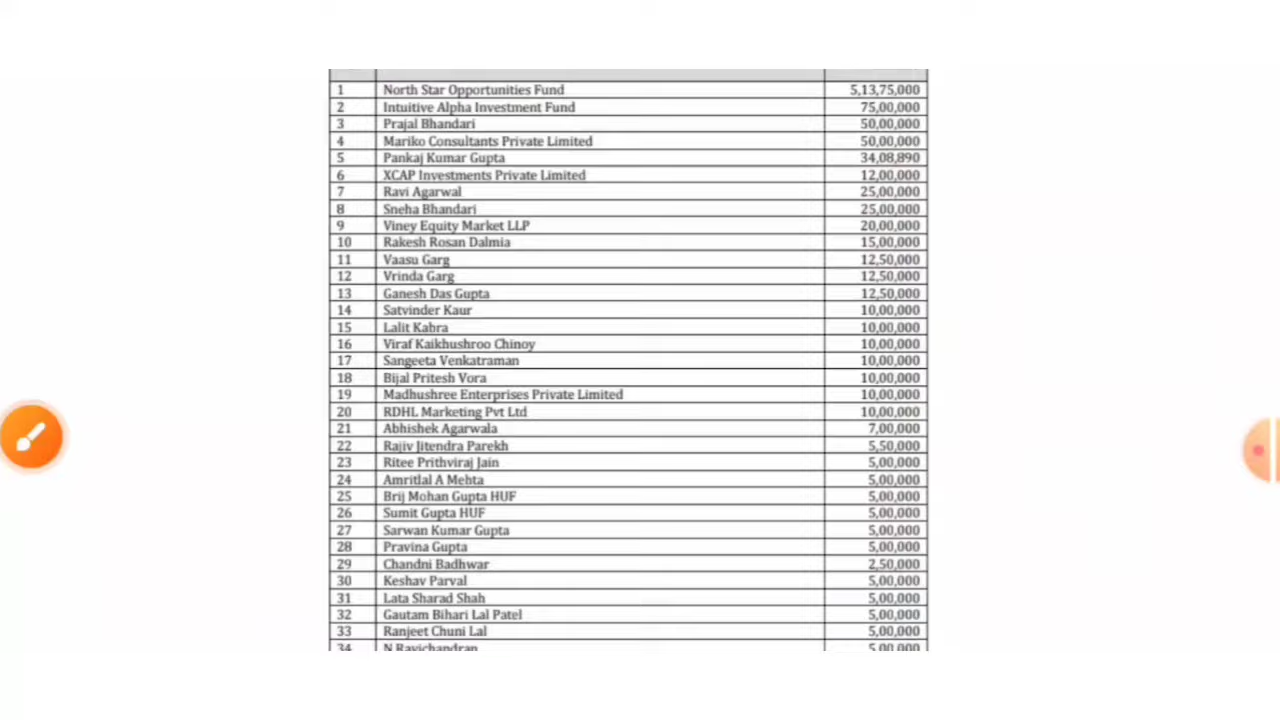 1 North Star Opportunities Fund 5,13,75,000
2 Intuitive Alpha Investment Fund 75,00,000
3 Prajal Bhandari 50,00,000
4 Mariko Consultants Private Limited 50,00,000
5 Pankaj Kumar Gupta 34,08,890
6 XCAP Investments Private Limited 12,00,000
7 Ravi Agarwal 25,00,000
8 Sneha Bhandari 25,00,000
9 Viney Equity Market LLP 20,00,000
10 Rakesh Rosan Dalmia 15,00,000
11 Vaasu Garg 12,50,000
12 Vrinda Garg 12,50,000
13 Ganesh Das Gupta 12,50,000
14 Satvinder Kaur 10,00,000
15 Lalit Kabra 10,00,000
16 Viraf Kaikhushroo Chinoy 10,00,000
17 Sangeeta Venkatraman 10,00,000
18 Bijal Pritesh Vora 10,00,000
19 Madhushree Enterprises Private Limited 10,00,000
20 RDHL Marketing Pvt Ltd 10,00,000
21 Abhishek Agarwala 7,00,000
22 Rajiv Jitendra Parekh 5,50,000
23 Ritee Prithviraj Jain 5,00,000
24 Amritlal A Mehta 5,00,000
25 Brij Mohan Gupta HUF 5,00,000
26 Sumit Gupta HUF 5,00,000
27 Sarwan Kumar Gupta 5,00,000
28 Pravina Gupta 5,00,000
29 Chandni Badhwar 2,50,000
30 Keshav Parval 5,00,000
31 Lata Sharad Shah 5,00,000
32 Gautam Bihari Lal Patel 5,00,000
33 Ranjeet Chuni Lal 5,00,000
34 N Ravichandran 5,00,000